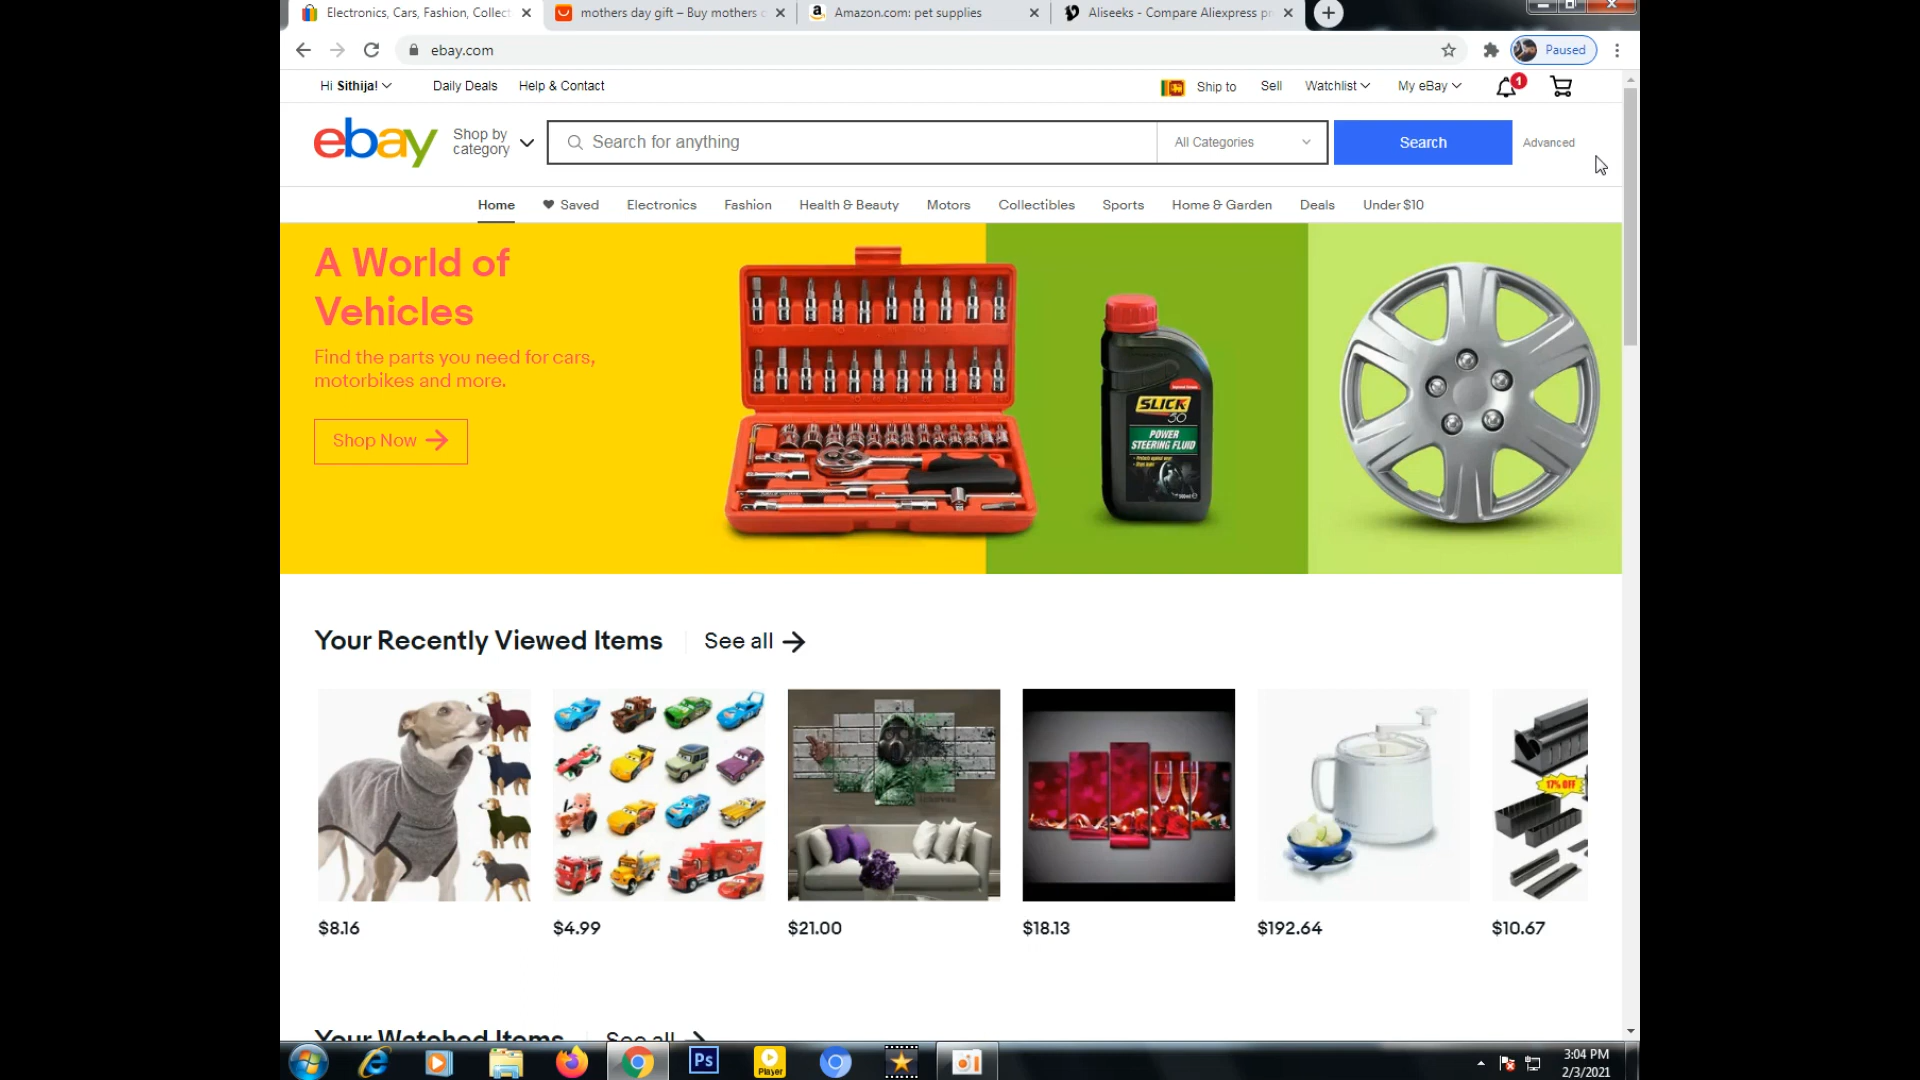 Electronics, Cars, Fashion, Collect
mothers day gift – Buy mothers
Amazon.com: pet supplies
Aliseeks - Compare Aliexpress pr
ebay.com
Paused
Hi Sithija!
Daily Deals
Help & Contact
Ship to
Sell
Watchlist
My eBay
1
ebay
Shop by
category
Search for anything
All Categories
Search
Advanced
Home
Saved
Electronics
Fashion
Health & Beauty
Motors
Collectibles
Sports
Home & Garden
Deals
Under $10
A World of
Vehicles
Find the parts you need for cars,
motorbikes and more.
Shop Now
SLICK
50
POWER
STEERING FLUID
Your Recently Viewed Items
See all
17% OFF
$8.16
$4.99
$21.00
$18.13
$192.64
$10.67
Your Watched Items
See all
Ps
Player
3:04 PM
2/3/2021